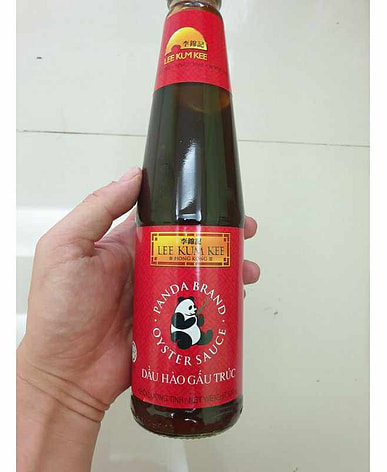 李錦記
LEE KUM KEE
李錦記
LEE KUM KEE
HONG KONG
PANDA BRAND
OYSTER SAUCE
DẦU HÀO GẤU TRÚC